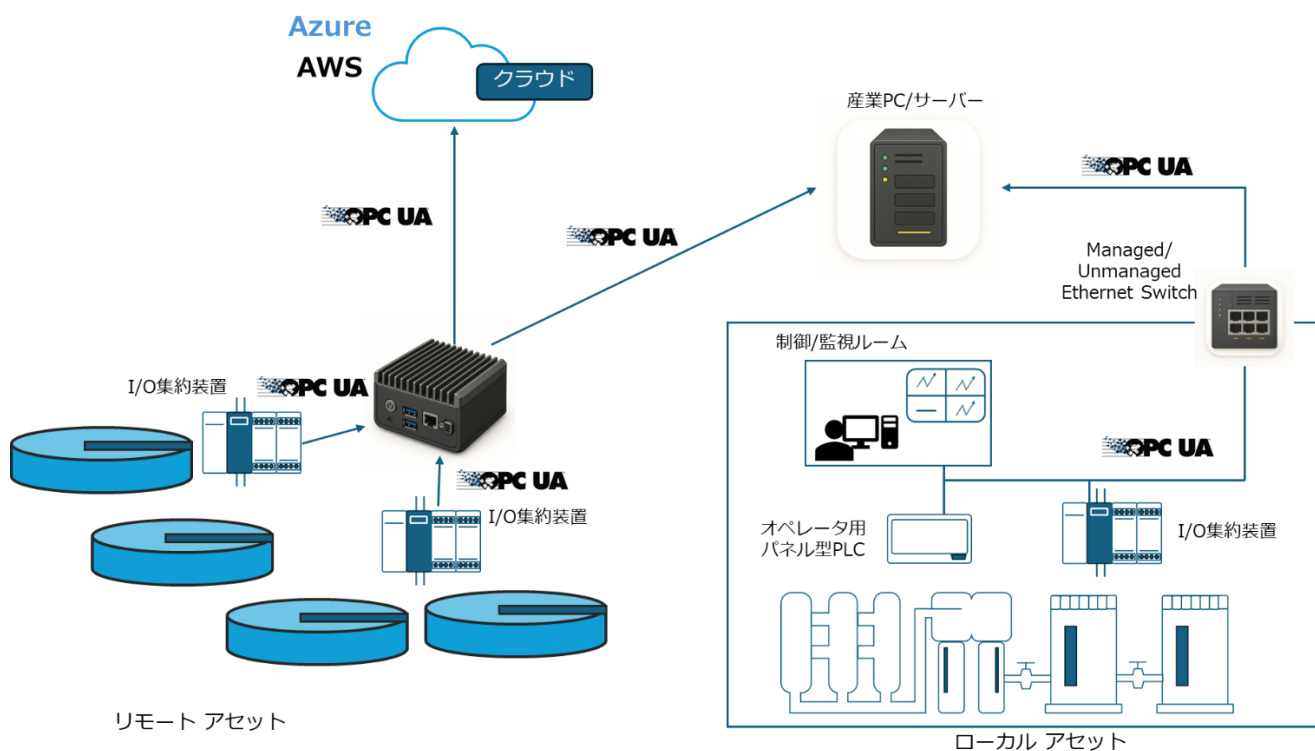 Azure
AWS
クラウド
産業PC/サーバー
OPC UA
OPC UA
OPC UA
Managed/
Unmanaged
Ethernet Switch
制御/監視ルーム
I/O集約装置
OPC UA
OPC UA
OPC UA
I/O集約装置
オペレータ用
パネル型PLC
I/O集約装置
リモート アセット
ローカル アセット